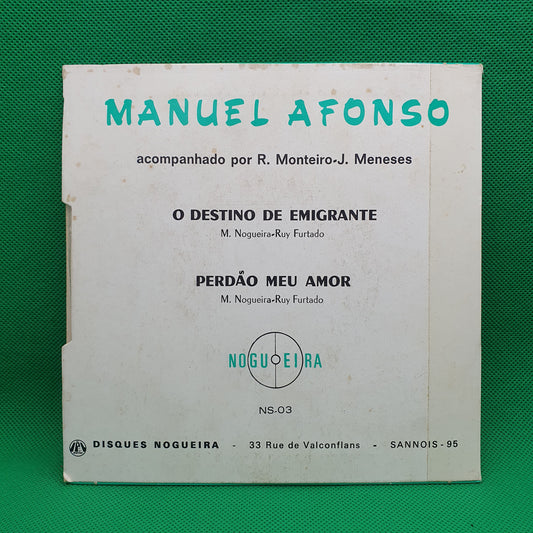 MANUEL AFONSO
acompanhado por R. Monteiro-J. Meneses
O DESTINO DE EMIGRANTE
M. Nogueira-Ruy Furtado
PERDÃO MEU AMOR
M. Nogueira-Ruy Furtado
NOGUEIRA
NS-03
DISQUES NOGUEIRA - 33 Rue de Valconflans - SANNOIS - 95